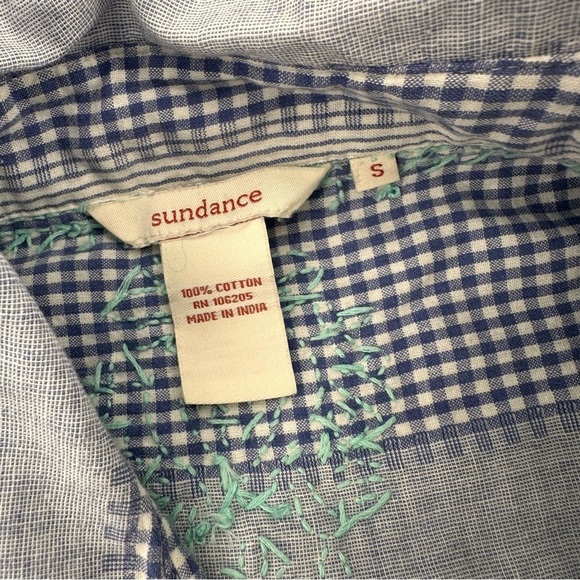 sundance
S
100% COTTON
RN 106205
MADE IN INDIA